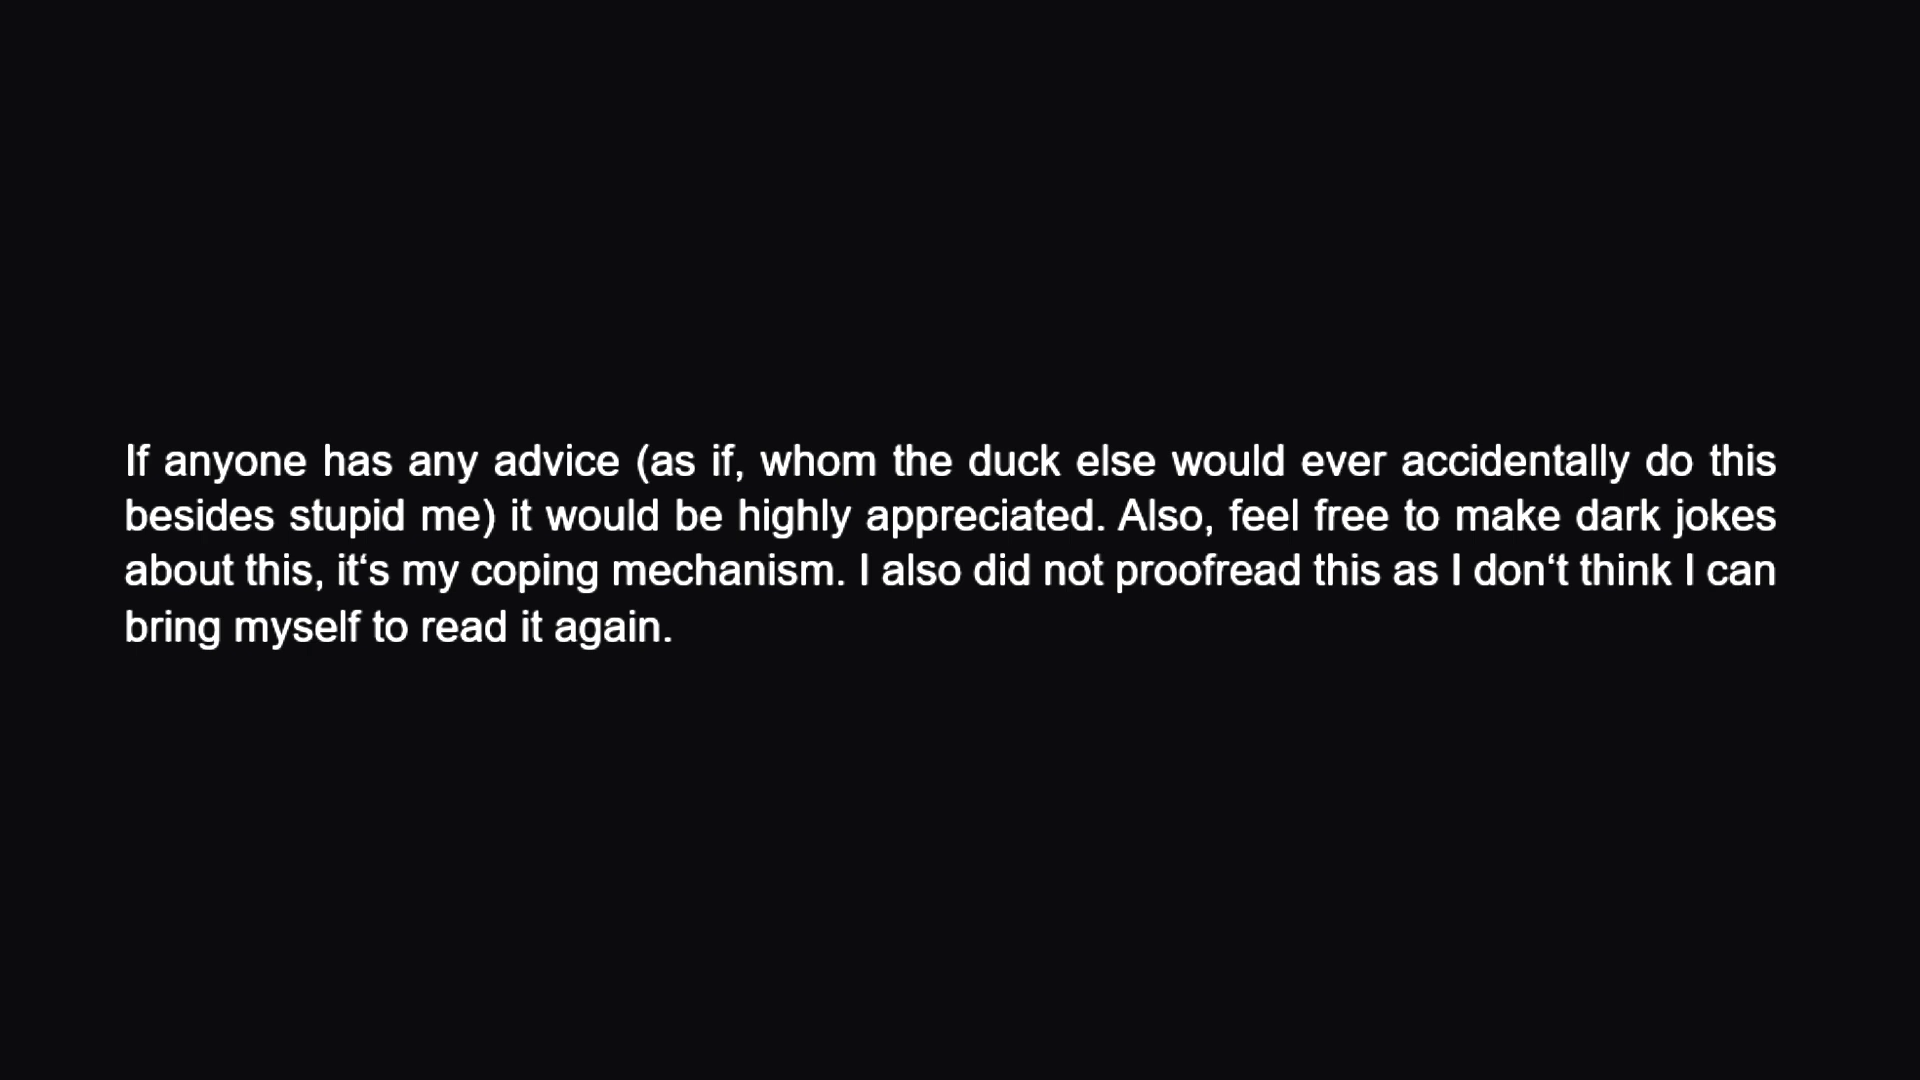 If anyone has any advice (as if, whom the duck else would ever accidentally do this
besides stupid me) it would be highly appreciated. Also, feel free to make dark jokes
about this, it‘s my coping mechanism. I also did not proofread this as I don‘t think I can
bring myself to read it again.